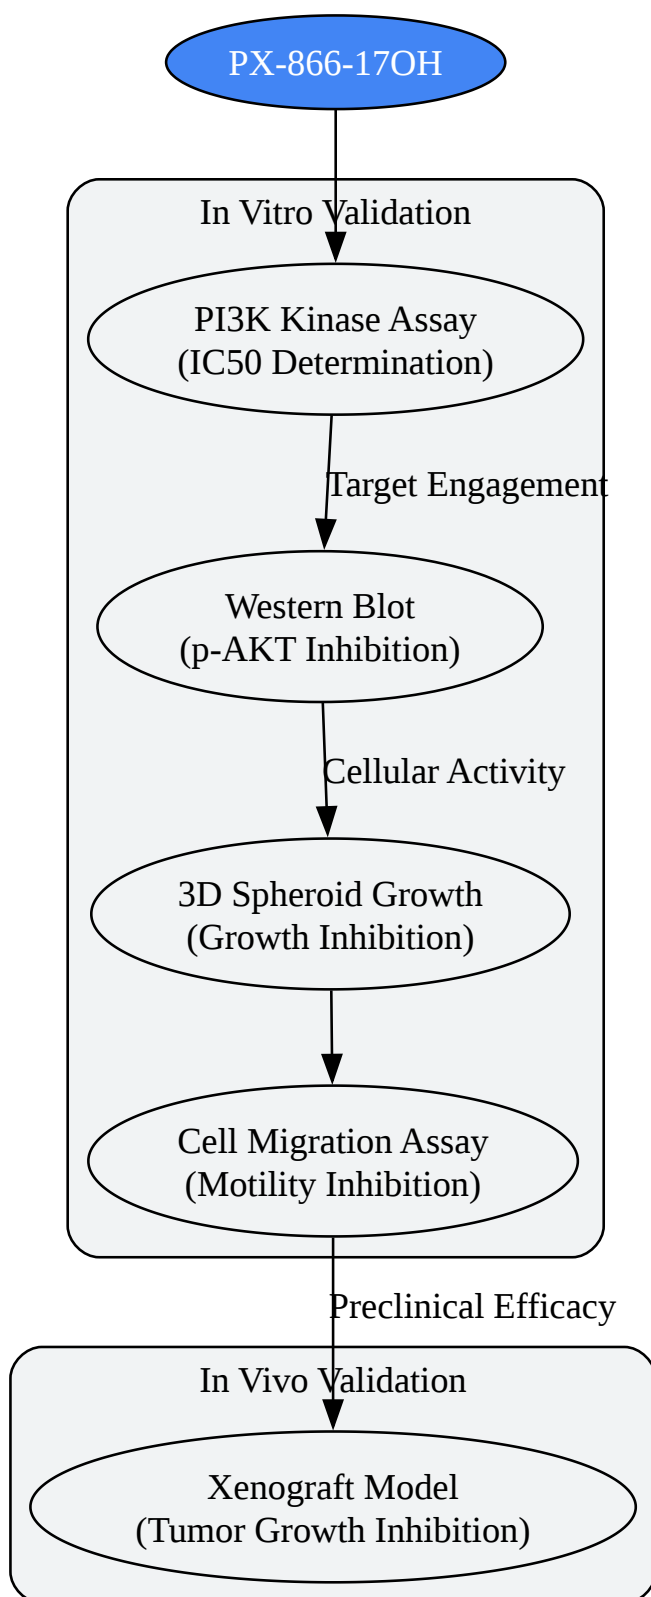 PX-866-17OH
In Vitro Validation
PI3K Kinase Assay
(IC50 Determination)
Target Engagement
Western Blot
(p-AKT Inhibition)
Cellular Activity
3D Spheroid Growth
(Growth Inhibition)
Cell Migration Assay
(Motility Inhibition)
Preclinical Efficacy
In Vivo Validation
Xenograft Model
(Tumor Growth Inhibition)